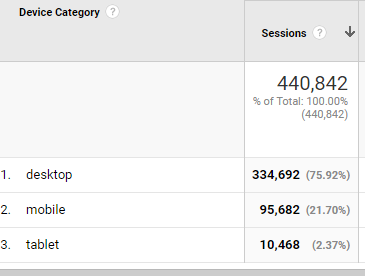 Device Category ?
Sessions ?
440,842
% of Total: 100.00%
(440,842)
1. desktop 334,692 (75.92%)
2. mobile 95,682 (21.70%)
3. tablet 10,468 (2.37%)